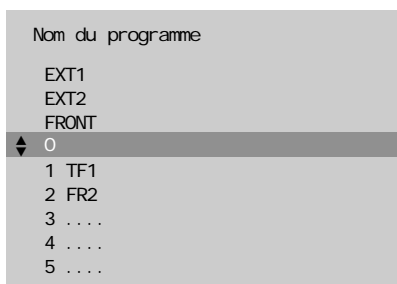 Nom du programme
EXT1
EXT2
FRONT
0
1 TF1
2 FR2
3 ....
4 ....
5 ....